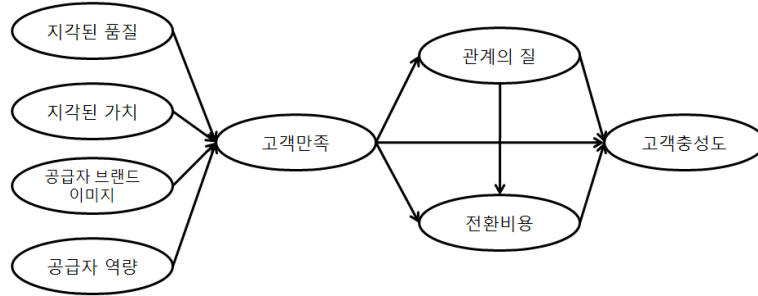 지각된 품질
지각된 가치
공급자 브랜드
이미지
공급자 역량
고객만족
관계의 질
전환비용
고객충성도